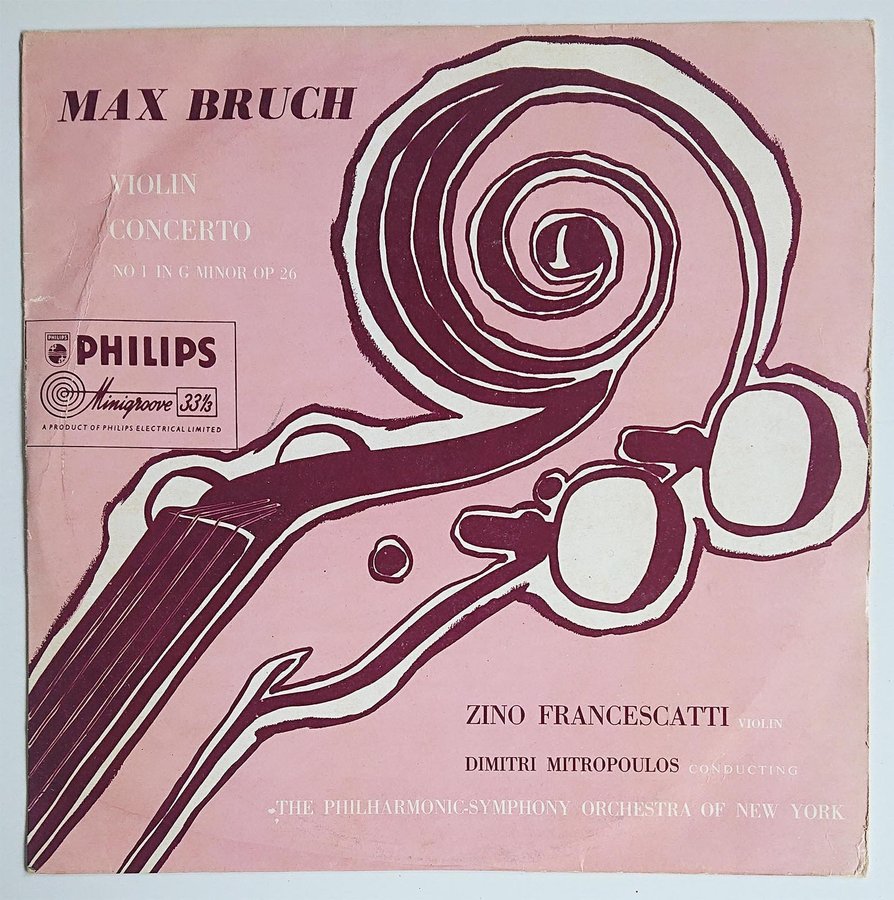 MAX BRUCH
VIOLIN
CONCERTO
NO 1 IN G MINOR OP 26
PHILIPS
PHILIPS
Minigroove 33⅓
A PRODUCT OF PHILIPS ELECTRICAL LIMITED
ZINO FRANCESCATTI VIOLIN
DIMITRI MITROPOULOS CONDUCTING
THE PHILHARMONIC-SYMPHONY ORCHESTRA OF NEW YORK